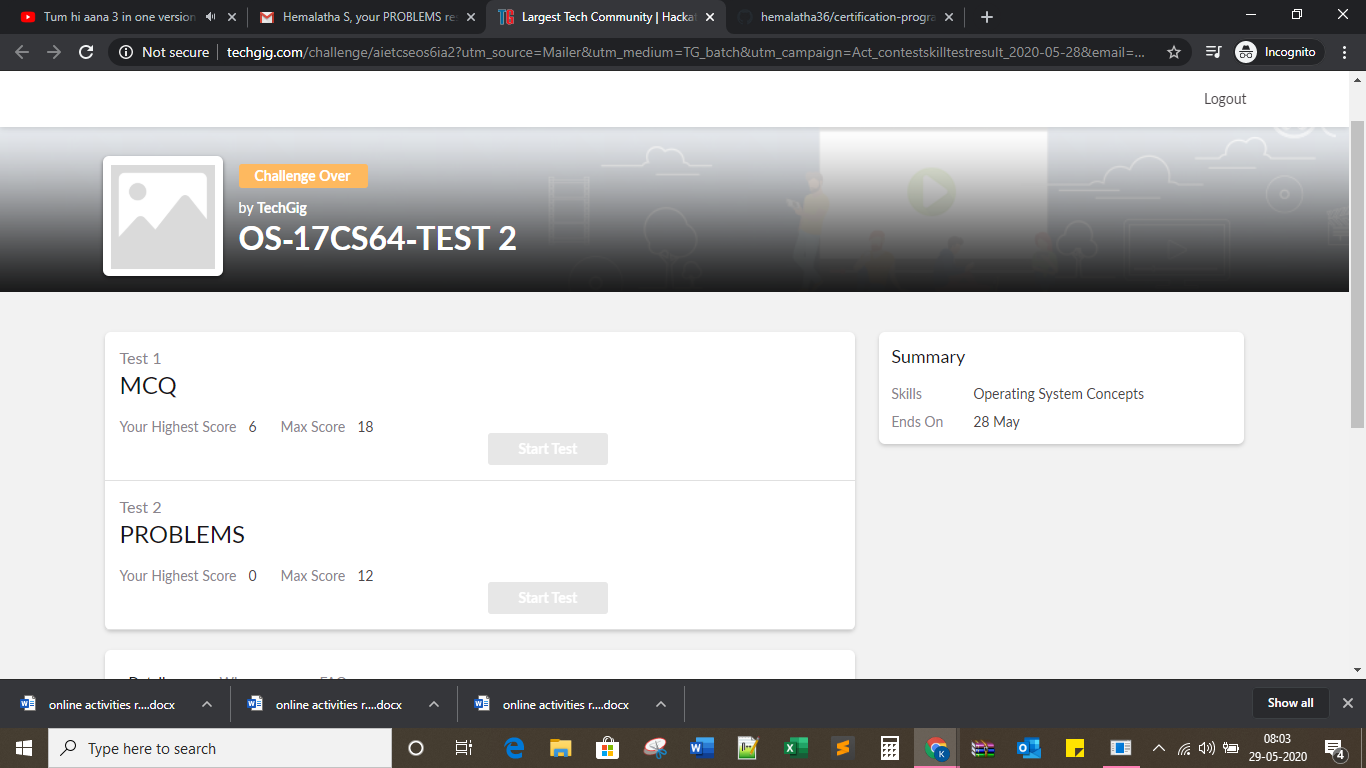 Tum hi aana 3 in one version
Hemalatha S, your PROBLEMS re
TG Largest Tech Community | Hacka
hemalatha36/certification-progra
Not secure
techgig.com/challenge/aietcseos6ia2?utm_source=Mailer&utm_medium=TG_batch&utm_campaign=Act_contestskilltestresult_2020-05-28&email=...
Incognito
Logout
Challenge Over
by TechGig
OS-17CS64-TEST 2
Test 1
MCQ
Your Highest Score 6 Max Score 18
Start Test
Test 2
PROBLEMS
Your Highest Score 0 Max Score 12
Start Test
Summary
Skills Operating System Concepts
Ends On 28 May
online activities r....docx
online activities r....docx
online activities r....docx
Show all
Type here to search
08:03
29-05-2020
4